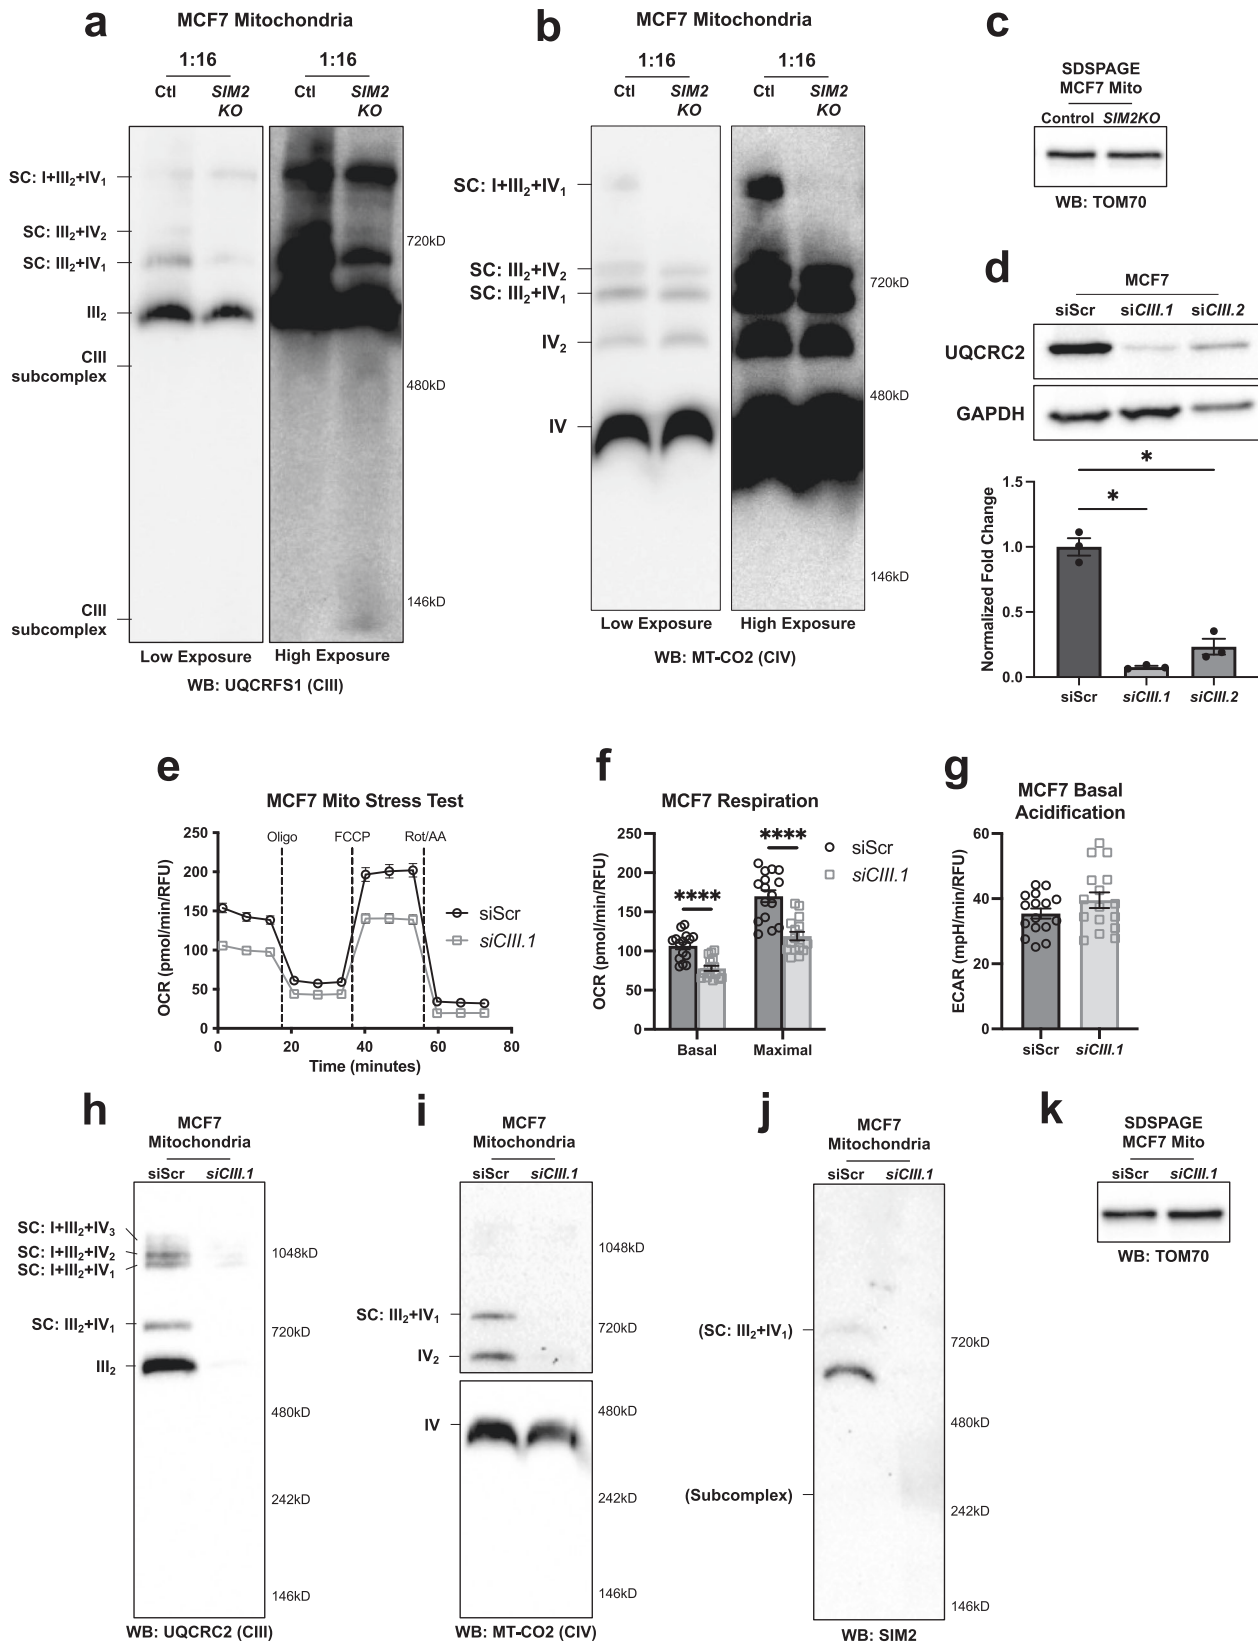 a
MCF7 Mitochondria
1:16
1:16
Ctl
SIM2
KO
Ctl
SIM2
KO
SC: I+III₂+IV₁
SC: III₂+IV₂
SC: III₂+IV₁
III₂
CIII
subcomplex
CIII
subcomplex
720kD
480kD
146kD
Low Exposure
High Exposure
WB: UQCRFS1 (CIII)
b
MCF7 Mitochondria
1:16
1:16
Ctl
SIM2
KO
Ctl
SIM2
KO
SC: I+III₂+IV₁
SC: III₂+IV₂
SC: III₂+IV₁
IV₂
IV
720kD
480kD
146kD
Low Exposure
High Exposure
WB: MT-CO2 (CIV)
c
SDSPAGE
MCF7 Mito
Control SIM2KO
WB: TOM70
d
MCF7
siScr siCIII.1 siCIII.2
UQCRC2
GAPDH
Normalized Fold Change
1.5
1.0
0.5
0.0
*
*
siScr siCIII.1 siCIII.2
e
MCF7 Mito Stress Test
OCR (pmol/min/RFU)
250
200
150
100
50
0
Oligo
FCCP
Rot/AA
siScr
siCIII.1
0 20 40 60 80
Time (minutes)
f
MCF7 Respiration
OCR (pmol/min/RFU)
250
200
150
100
50
0
****
****
siScr
siCIII.1
Basal Maximal
g
MCF7 Basal
Acidification
ECAR (mpH/min/RFU)
60
40
20
0
siScr siCIII.1
h
MCF7
Mitochondria
siScr siCIII.1
SC: I+III₂+IV₃
SC: I+III₂+IV₂
SC: I+III₂+IV₁
SC: III₂+IV₁
III₂
1048kD
720kD
480kD
242kD
146kD
WB: UQCRC2 (CIII)
i
MCF7
Mitochondria
siScr siCIII.1
SC: III₂+IV₁
IV₂
IV
1048kD
720kD
480kD
242kD
146kD
WB: MT-CO2 (CIV)
j
MCF7
Mitochondria
siScr siCIII.1
(SC: III₂+IV₁)
(Subcomplex)
720kD
480kD
242kD
146kD
WB: SIM2
k
SDSPAGE
MCF7 Mito
siScr siCIII.1
WB: TOM70